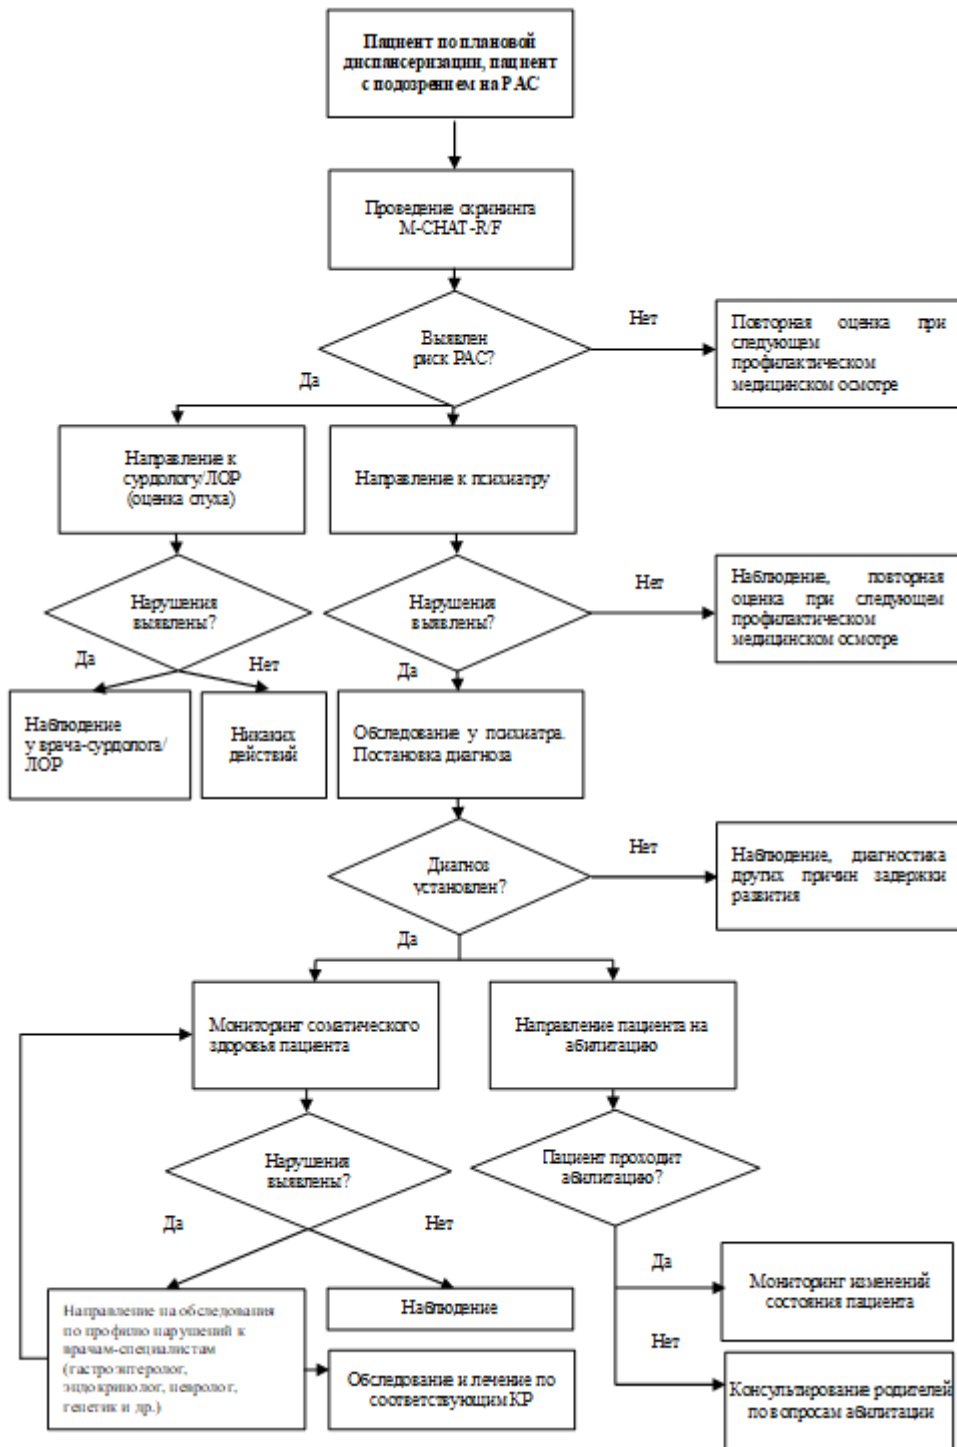 Пациент по плановой
диспансеризации, пациент
с подозрением на РАС
Проведение скрининга
M-CHAT-R/F
Выявлен
риск РАС?
Нет
Повторная оценка при
следующем
профилактическом
медицинском осмотре
Да
Направление к
сурдологу/ЛОР
(оценка слуха)
Направление к психиатру
Нарушения
выявлены?
Нарушения
выявлены?
Нет
Наблюдение, повторная
оценка при следующем
профилактическом
медицинском осмотре
Да
Нет
Да
Наблюдение
у врача-сурдолога/
ЛОР
Никаких
действий
Обследование у психиатра.
Постановка диагноза
Диагноз
установлен?
Нет
Наблюдение, диагностика
других причин задержки
развития
Да
Мониторинг соматического
здоровья пациента
Направление пациента на
абилитацию
Нарушения
выявлены?
Пациент проходит
абилитацию?
Да
Нет
Да
Мониторинг изменений
состояния пациента
Направление на обследования
по профилю нарушений к
врачам-специалистам
(гастроэнтеролог,
эндокринолог, невролог,
генетик и др.)
Наблюдение
Нет
Обследование и лечение по
соответствующим КР
Консультирование родителей
по вопросам абилитации